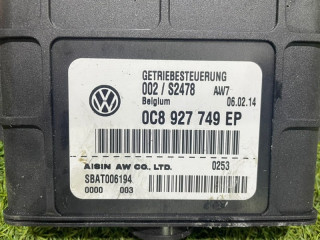 GETRIEBESTEUERUNG
002 / S2478 AW7
Belgium 06.02.14
0C8 927 749 EP
AISIN AW CO., LTD. 0253
SBAT006194
0000 003